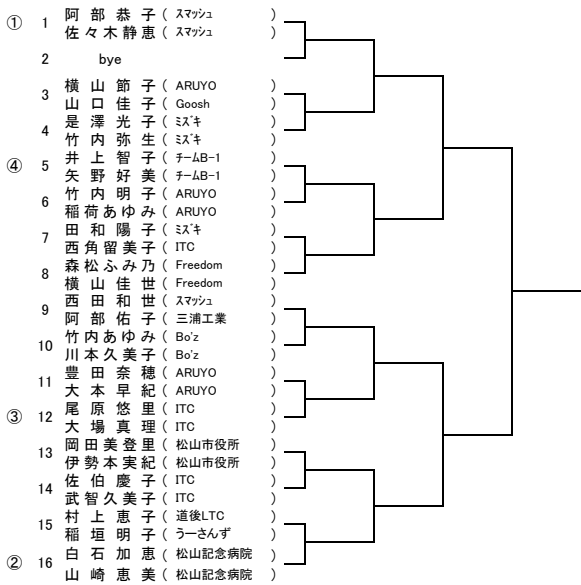 ① 1 阿部恭子 ( スマッシュ )
佐々木静恵 ( スマッシュ )
2 bye
3 横山節子 ( ARUYO )
山口佳子 ( Goosh )
4 是澤光子 ( ミズキ )
竹内弥生 ( ミズキ )
④ 5 井上智子 ( チームB-1 )
矢野好美 ( チームB-1 )
6 竹内明子 ( ARUYO )
稲荷あゆみ ( ARUYO )
7 田和陽子 ( ミズキ )
西角留美子 ( ITC )
8 森松ふみ乃 ( Freedom )
横山佳世 ( Freedom )
9 西田和世 ( スマッシュ )
阿部佑子 ( 三浦工業 )
10 竹内あゆみ ( Bo'z )
川本久美子 ( Bo'z )
11 豊田奈穂 ( ARUYO )
大本早紀 ( ARUYO )
③ 12 尾原悠里 ( ITC )
大場真理 ( ITC )
13 岡田美登里 ( 松山市役所 )
伊勢本実紀 ( 松山市役所 )
14 佐伯慶子 ( ITC )
武智久美子 ( ITC )
15 村上恵子 ( 道後LTC )
稲垣明子 ( うーさんず )
② 16 白石加恵 ( 松山記念病院 )
山崎恵美 ( 松山記念病院 )